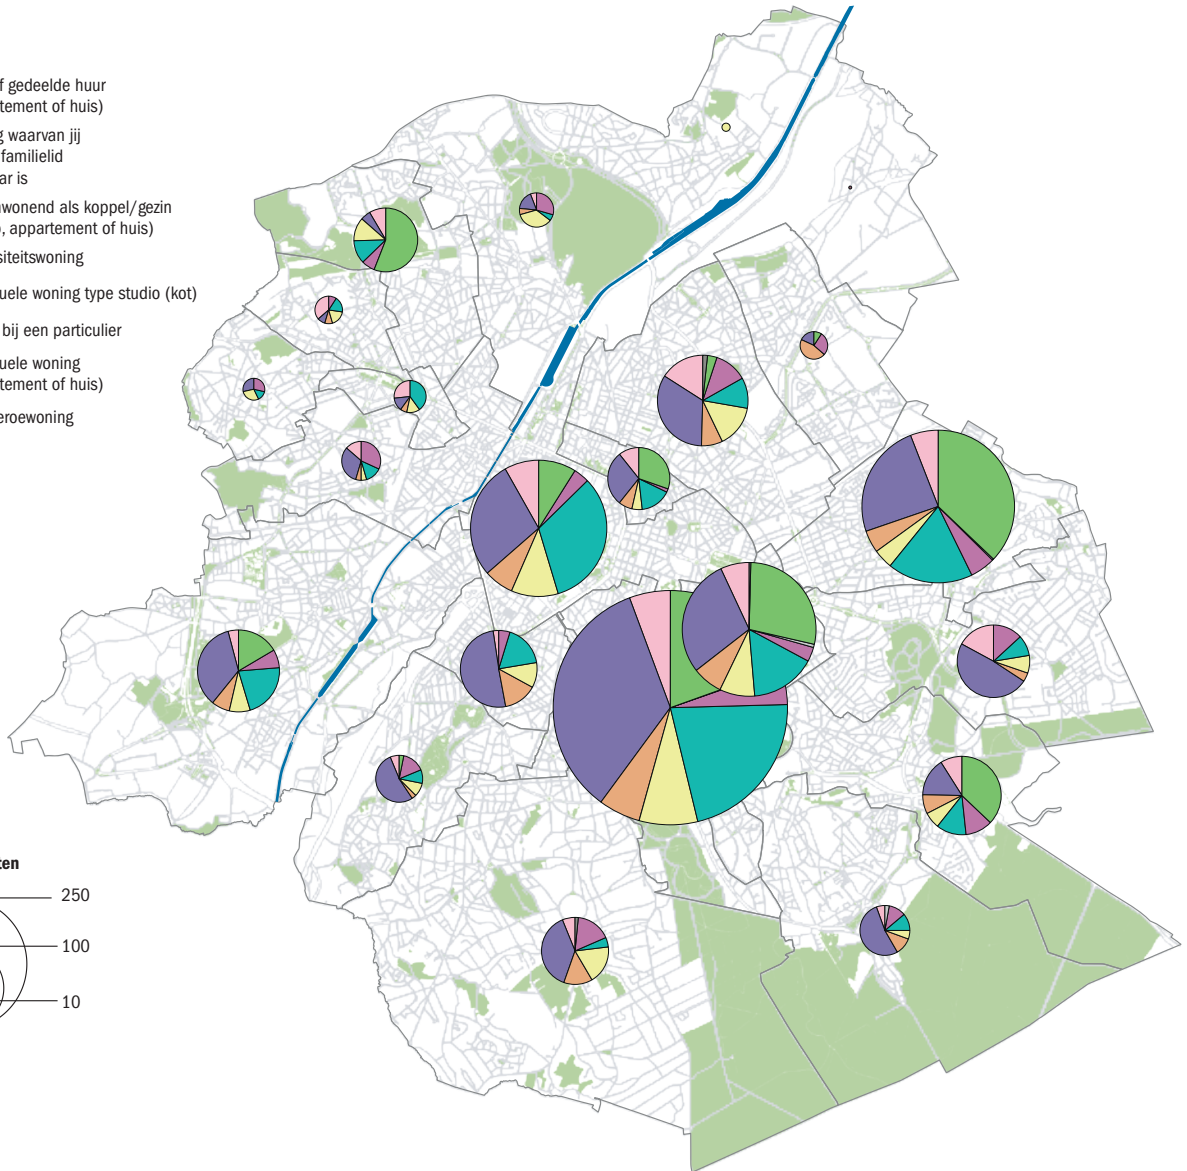 f gedeelde huur
tement of huis)
g waarvan jij
familielid
ar is
nwonend als koppel/gezin
o, appartement of huis)
siteitswoning
uele woning type studio (kot)
bij een particulier
uele woning
tement of huis)
eroewoning
ten
250
100
10